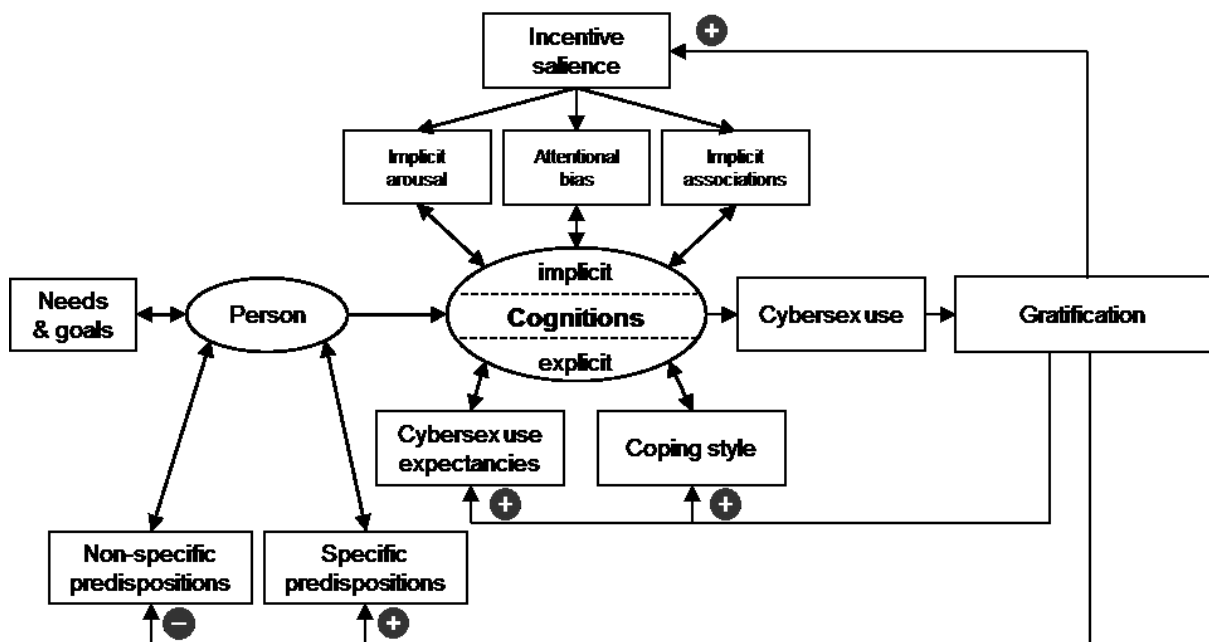 Incentive
salience
+
Implicit
arousal
Attentional
bias
Implicit
associations
Needs
& goals
Person
implicit
Cognitions
explicit
Cybersex use
Gratification
Cybersex use
expectancies
Coping style
+
+
Non-specific
predispositions
Specific
predispositions
−
+